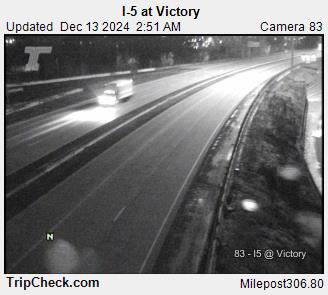 I-5 at Victory
Updated  Dec 13 2024  2:51 AM
Camera 83
T
N
83 - I5 @ Victory
TripCheck.com
Milepost306.80